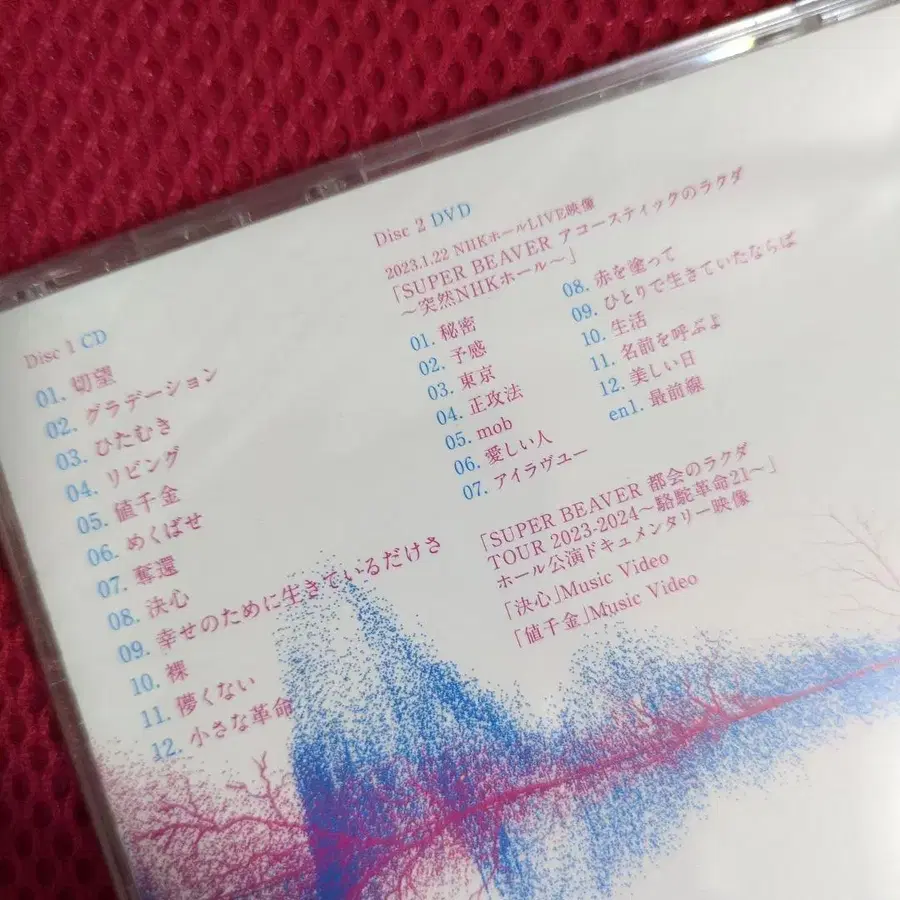 Disc 1 CD
01. 切望
02. グラデーション
03. ひたむき
04. リビング
05. 値千金
06. めくばせ
07. 奪還
08. 決心
09. 幸せのために生きているだけさ
10. 裸
11. 儚くない
12. 小さな革命
Disc 2 DVD
2023.1.22 NHKホールLIVE映像
「SUPER BEAVER アコースティックのラクダ
～突然NHKホール～」
01. 秘密
02. 予感
03. 東京
04. 正攻法
05. mob
06. 愛しい人
07. アイラヴユー
08. 赤を塗って
09. ひとりで生きていたならば
10. 生活
11. 名前を呼ぶよ
12. 美しい日
en1. 最前線
「SUPER BEAVER 都会のラクダ
TOUR 2023-2024～駱駝革命21～」
ホール公演ドキュメンタリー映像
「決心」Music Video
「値千金」Music Video